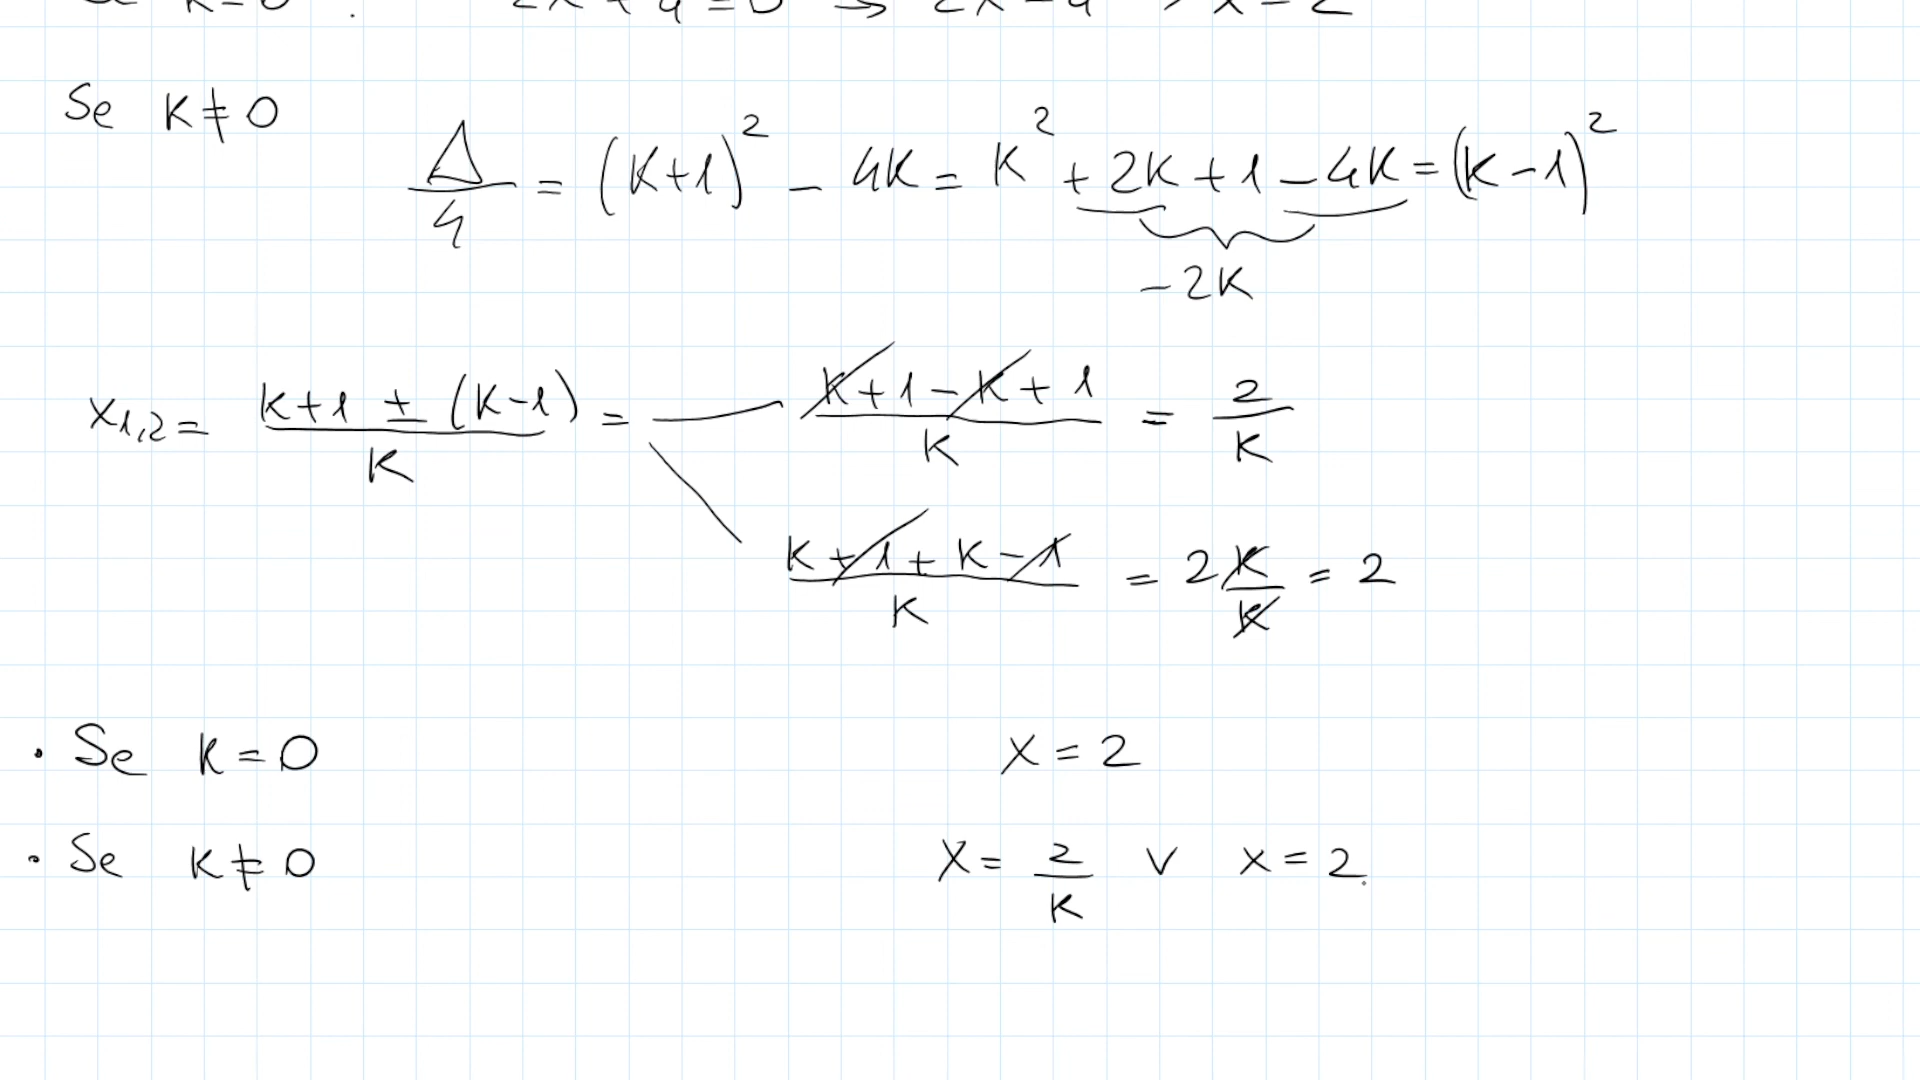 Se K≠0
Δ/4 = (K+1)² - 4K = K² + 2K + 1 - 4K = (K-1)²
-2K
x1,2 = (K+1 ± (K-1))/K = (K+1-K+1)/K = 2/K
(K+1+K-1)/K = 2K/K = 2
· Se K=0 x=2
· Se K≠0 x = 2/K v x=2